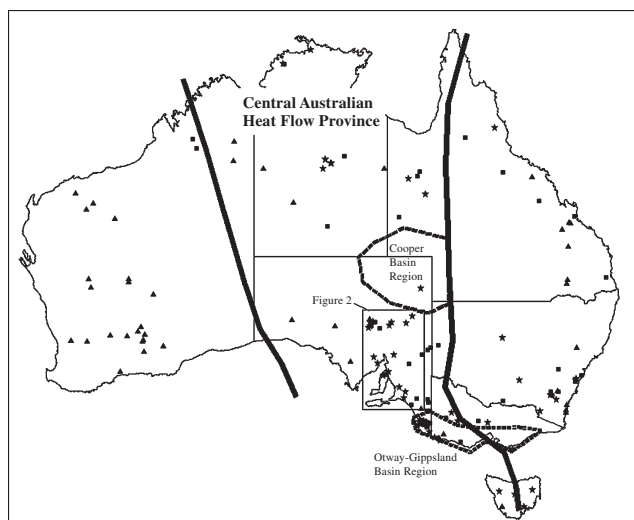 Central Australian
Heat Flow Province
Cooper
Basin
Region
Figure 2
Otway-Gippsland
Basin Region